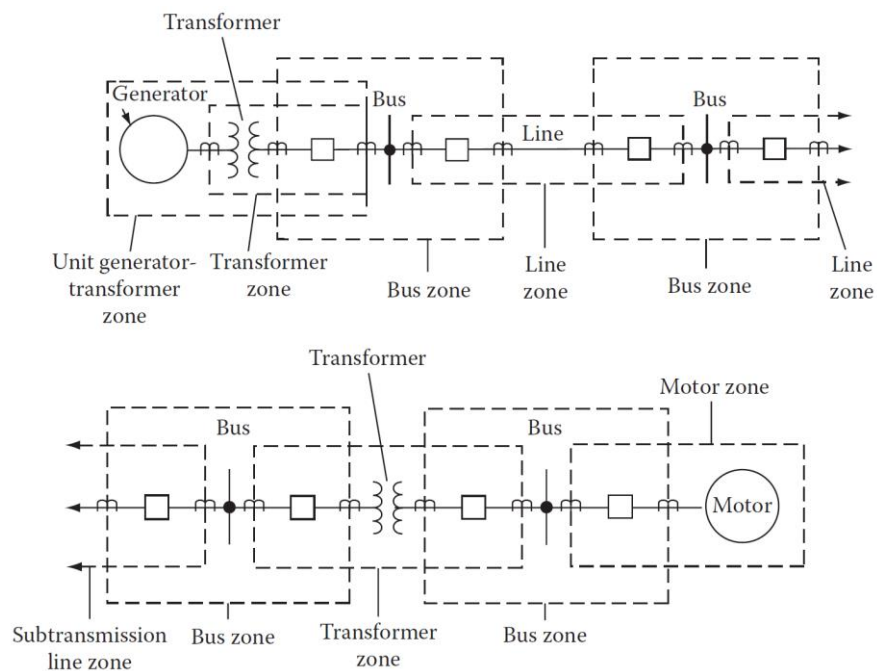 Transformer
Generator
Bus
Line
Bus
Unit generator-
transformer
zone
Transformer
zone
Bus zone
Line
zone
Bus zone
Line
zone
Transformer
Motor zone
Bus
Bus
Motor
Subtransmission
line zone
Bus zone
Transformer
zone
Bus zone